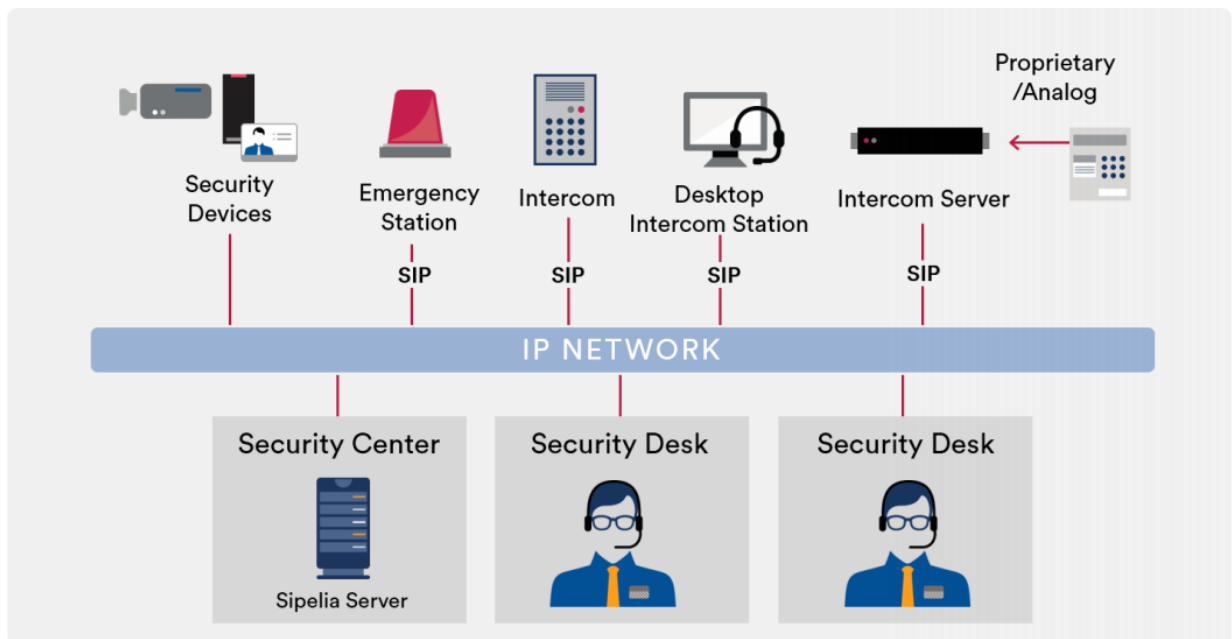 Proprietary
/Analog
Security
Devices
Emergency
Station
Intercom
Desktop
Intercom Station
Intercom Server
SIP
SIP
SIP
SIP
IP NETWORK
Security Center
Sipelia Server
Security Desk
Security Desk